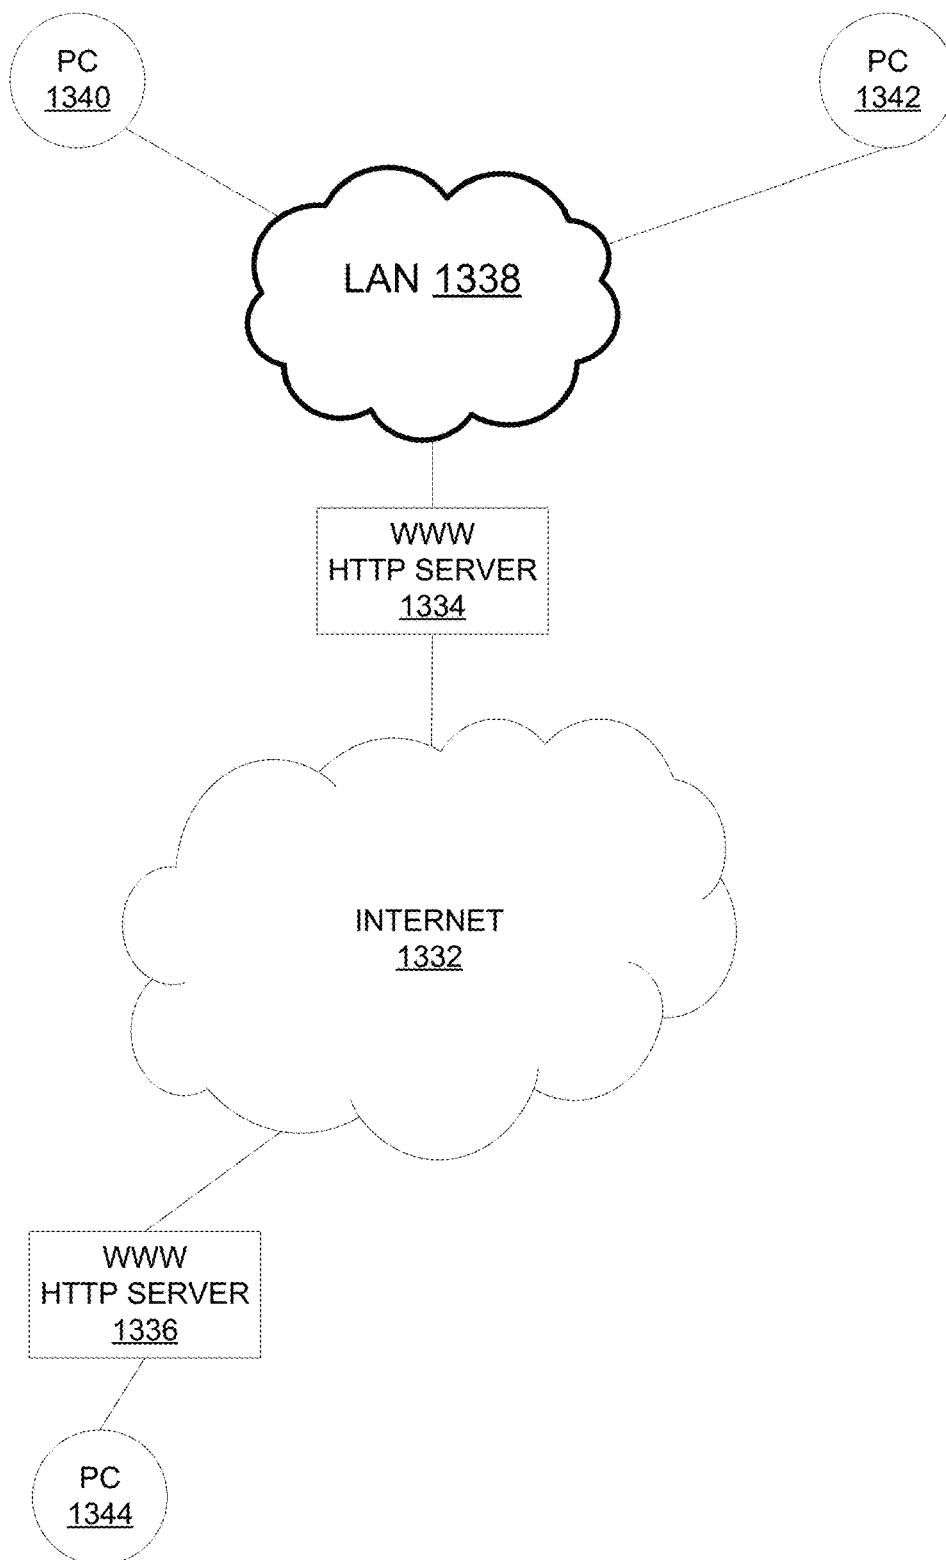 PC
1340
PC
1342
LAN 1338
WWW
HTTP SERVER
1334
INTERNET
1332
WWW
HTTP SERVER
1336
PC
1344